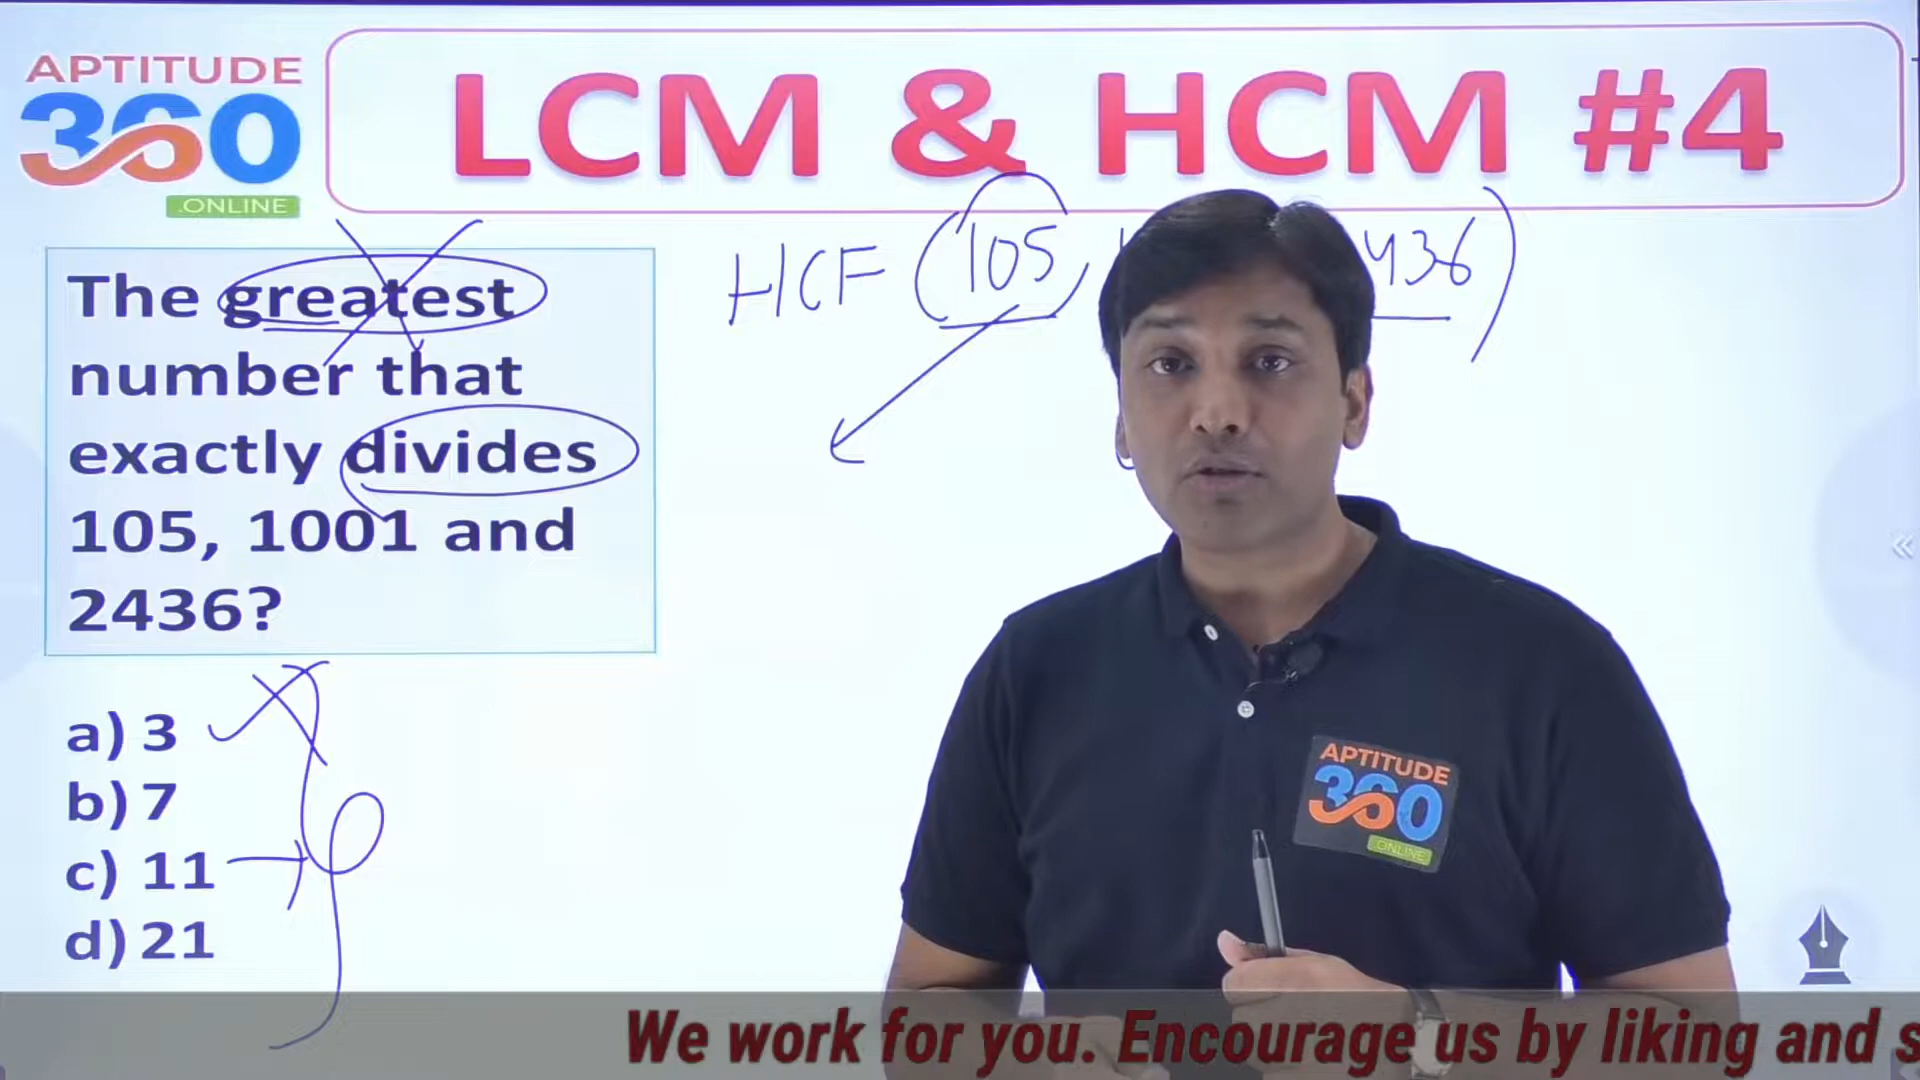 APTITUDE
360
.ONLINE
LCM & HCM #4
The greatest
number that
exactly divides
105, 1001 and
2436?
HCF (105, 436)
a) 3
b) 7
c) 11
d) 21
APTITUDE
360
.ONLINE
We work for you. Encourage us by liking and s